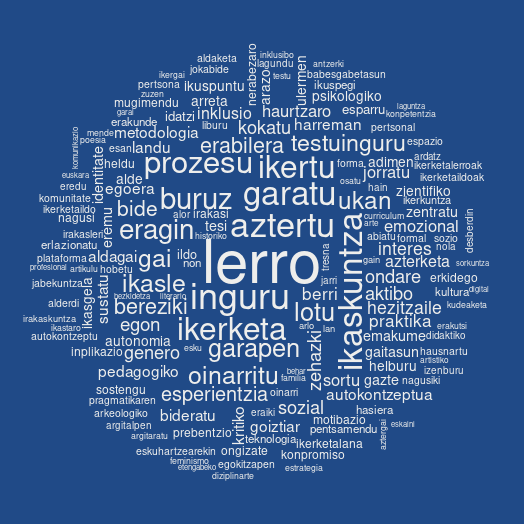 aldaketa
inklusibo
antzerki
jokabide
lagundu
ikergai
nerabezaro
arazo
testu
ulermen
babesgabetasun
pertsona
ikuspuntu
ikuspegi
zuzen
arreta
psikologiko
mugimendu
haurtzaro
esparru
laguntza
garai
idatzi
inklusio
konpetentzia
erakunde
liburu
kokatu
harreman
pertsonal
mende
metodologia
poesia
esan
landu
erabilera
testuinguru
espazio
komunikazio
identitate
heldu
prozesu
ikertu
forma
adimen
ardatz
ikerketalerroak
euskara
alde
jorratu
ikerketaildoak
eredu
egoera
osatu
hain
zientifiko
komunitate
buruz
garatu
ukan
ikerkuntza
ikerketaildo
bide
alor
irakasi
curriculum
zentratu
nagusi
eremu
tesi
aztertu
arte
emozional
desberdin
irakasleri
eragin
historiko
abiatu
formal
sozio
erlazionatu
interes
nola
plataforma
aldagai
gai
ildo
lerro
tresna
gain
azterketa
sorkuntza
profesional
artikulu
hobetu
non
ondare
erkidego
jabekuntza
ikasgela
sustatu
ikasle
jarri
ikaskuntza
aktibo
kultura
digital
alderdi
bezkidetza
literario
inguru
berri
hezitzaile
kudeaketa
irakaskuntza
bereziki
lotu
ikastaro
egon
ikerketa
arlo
lan
praktika
erakutsi
autokontzeptu
autonomia
emakume
didaktiko
inplikazio
genero
esku
garapen
zehazki
gaitasun
hausnartu
artistiko
pedagogiko
oinarritu
behar
familia
helburu
izenburu
sostengu
esperientzia
oinarri
sortu
gazte
nagusiki
pragmatikaren
autokontzeptua
arkeologiko
bideratu
kritiko
eraiki
sozial
hasiera
argitalpen
goiztiar
motibazio
eskaini
argitaratu
prebentzio
teknologia
pentsamendu
aztergai
eskuhartzearekin
ongizate
ikerketalana
feminismo
konpromiso
etengabeko
egokitzapen
estrategia
diziplinarte